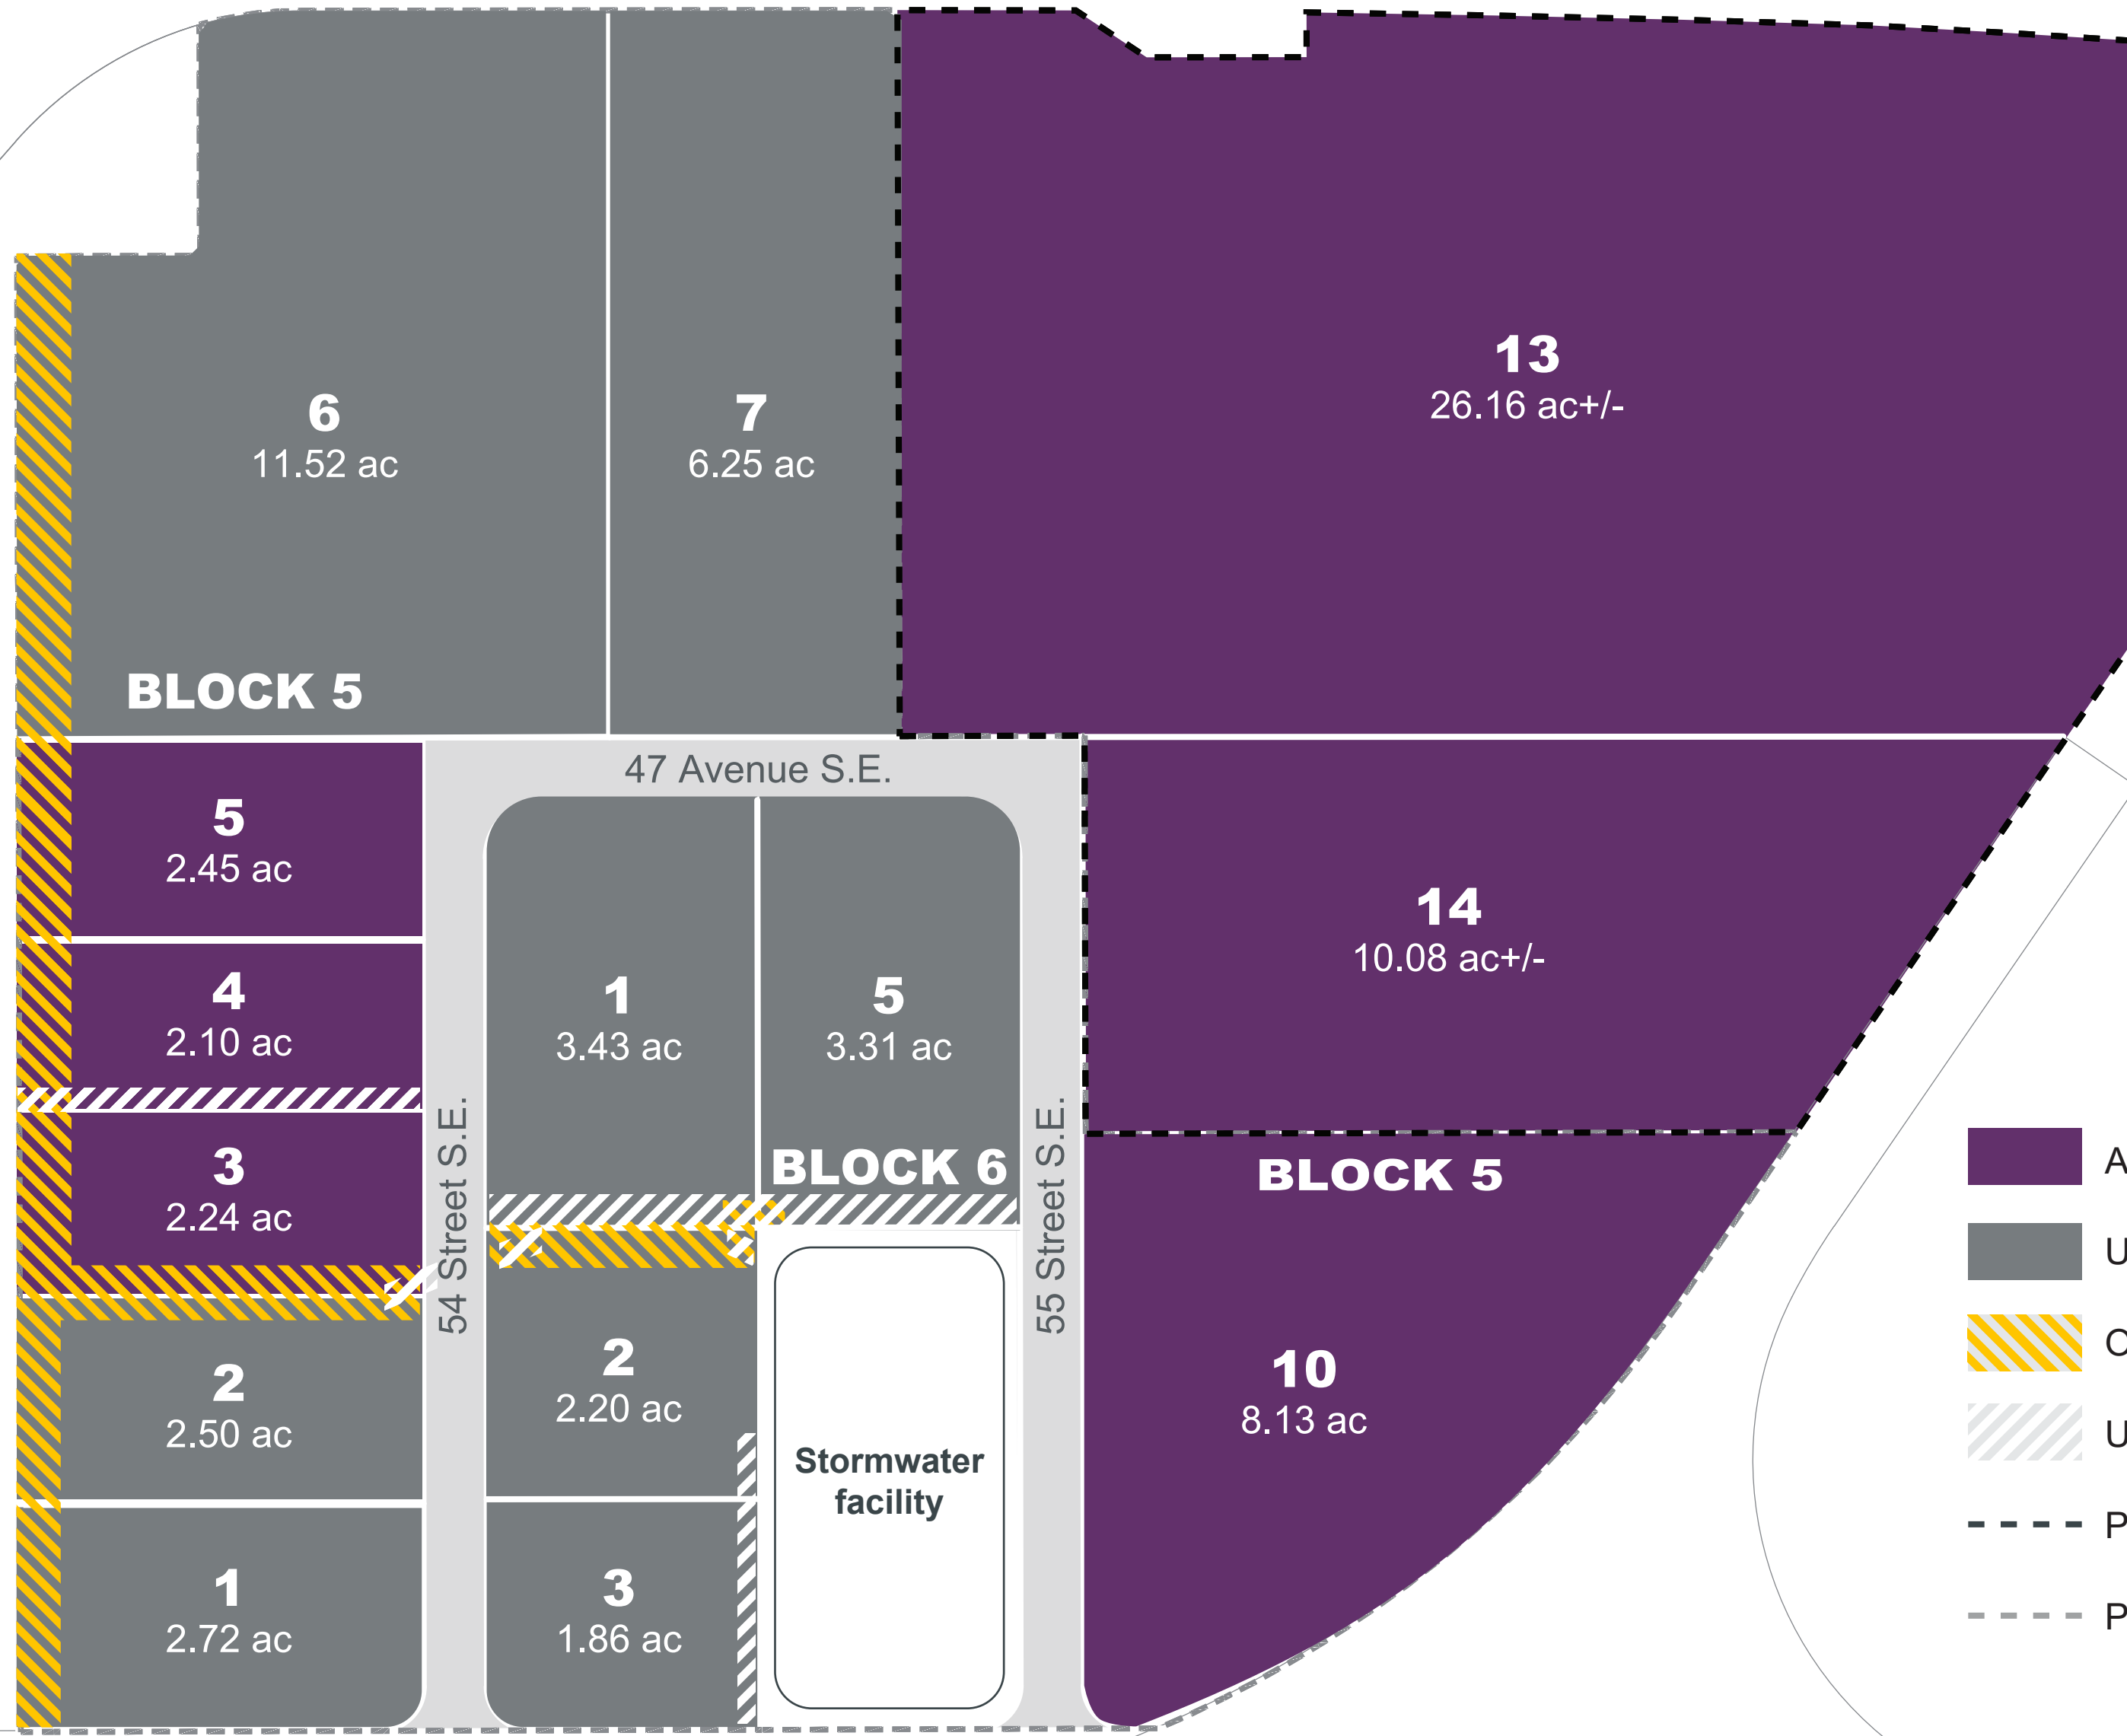 13
26.16 ac+/-
6
11.52 ac
7
6.25 ac
BLOCK 5
47 Avenue S.E.
5
2.45 ac
4
2.10 ac
3
2.24 ac
2
2.50 ac
1
2.72 ac
54 Street S.E.
1
3.43 ac
5
3.31 ac
BLOCK 6
2
2.20 ac
3
1.86 ac
Stormwater
facility
55 Street S.E.
14
10.08 ac+/-
BLOCK 5
10
8.13 ac
A
U
U
P
P